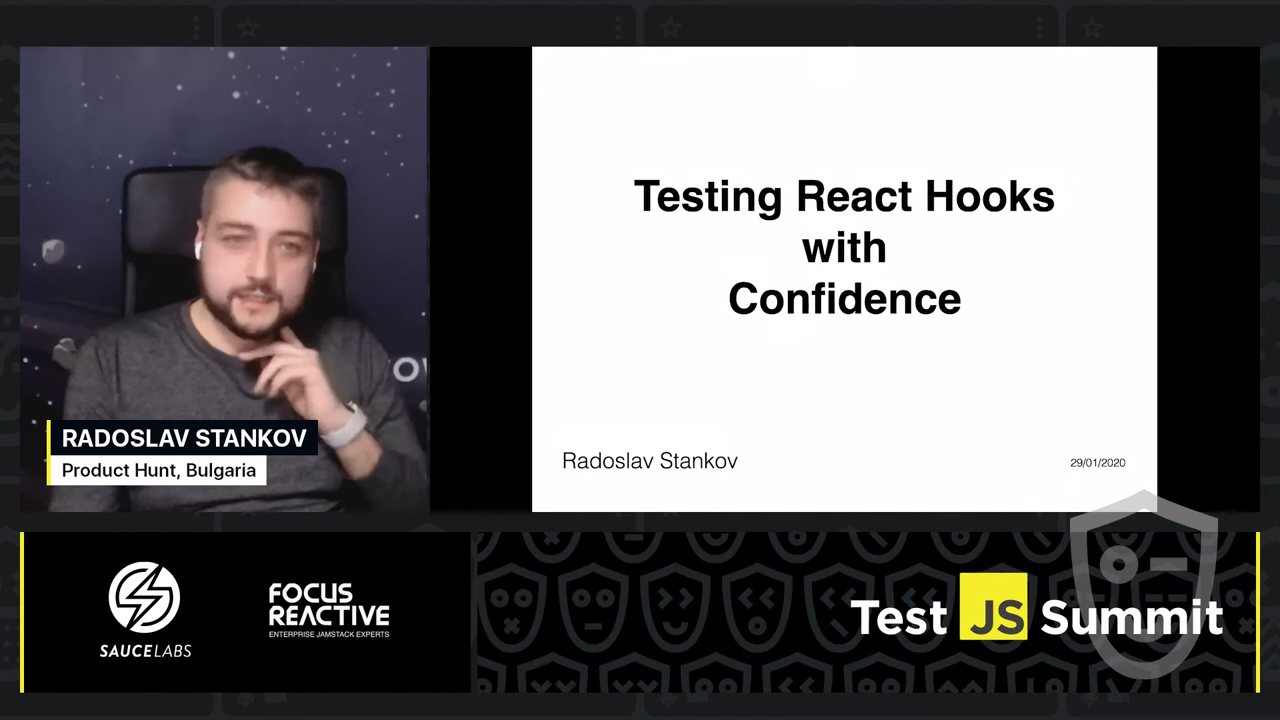 Testing React Hooks
with
Confidence
Radoslav Stankov
29/01/2020
RADOSLAV STANKOV
Product Hunt, Bulgaria
SAUCELABS
FOCUS
REACTIVE
ENTERPRISE JAMSTACK EXPERTS
Test JS Summit